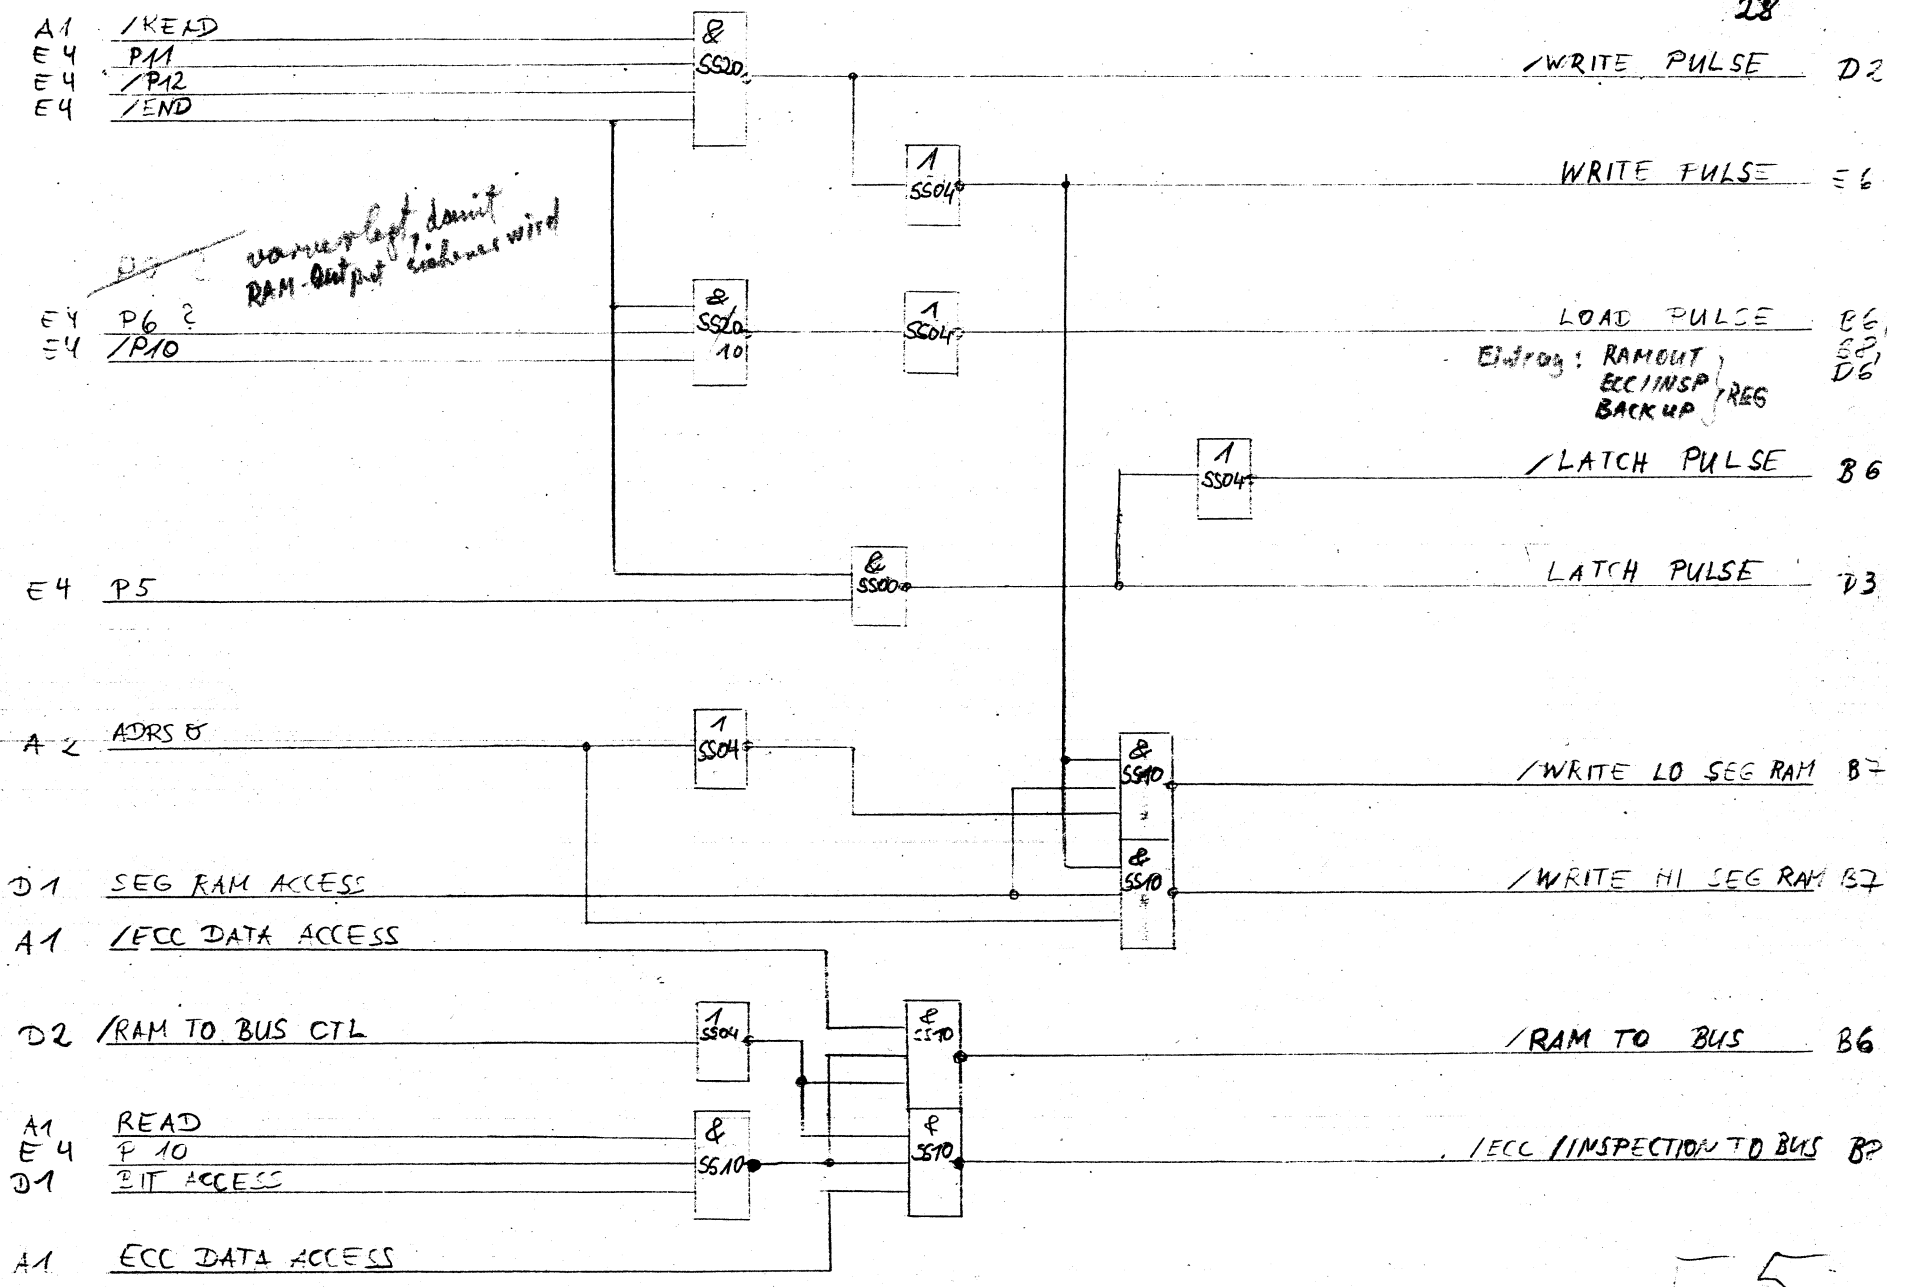 28
A1 /KEND
E4 P11
E4 /P12
E4 /END
&
SS20
/WRITE PULSE D2
1
SS04
WRITE PULSE E6
vorverlegt, damit
RAM-Output sicherer wird
E4 P6 ?
E4 /P10
&
SS20/
10
1
SS04
LOAD PULSE
Eintrag: RAMOUT
ECC/INSP
BACKUP
REG
D6
1
SS04
/LATCH PULSE B6
E4 P5
&
SS00
LATCH PULSE D3
A2 ADRS 0
1
SS04
&
SS10
/WRITE LO SEG RAM B7
D1 SEG RAM ACCESS
&
SS10
/WRITE HI SEG RAM B7
A1 /ECC DATA ACCESS
D2 /RAM TO BUS CTL
1
SS04
&
SS10
/RAM TO BUS B6
A1 READ
E4 P10
D1 BIT ACCESS
&
SS10
&
SS10
/ECC /INSPECTION TO BUS
A1 ECC DATA ACCESS